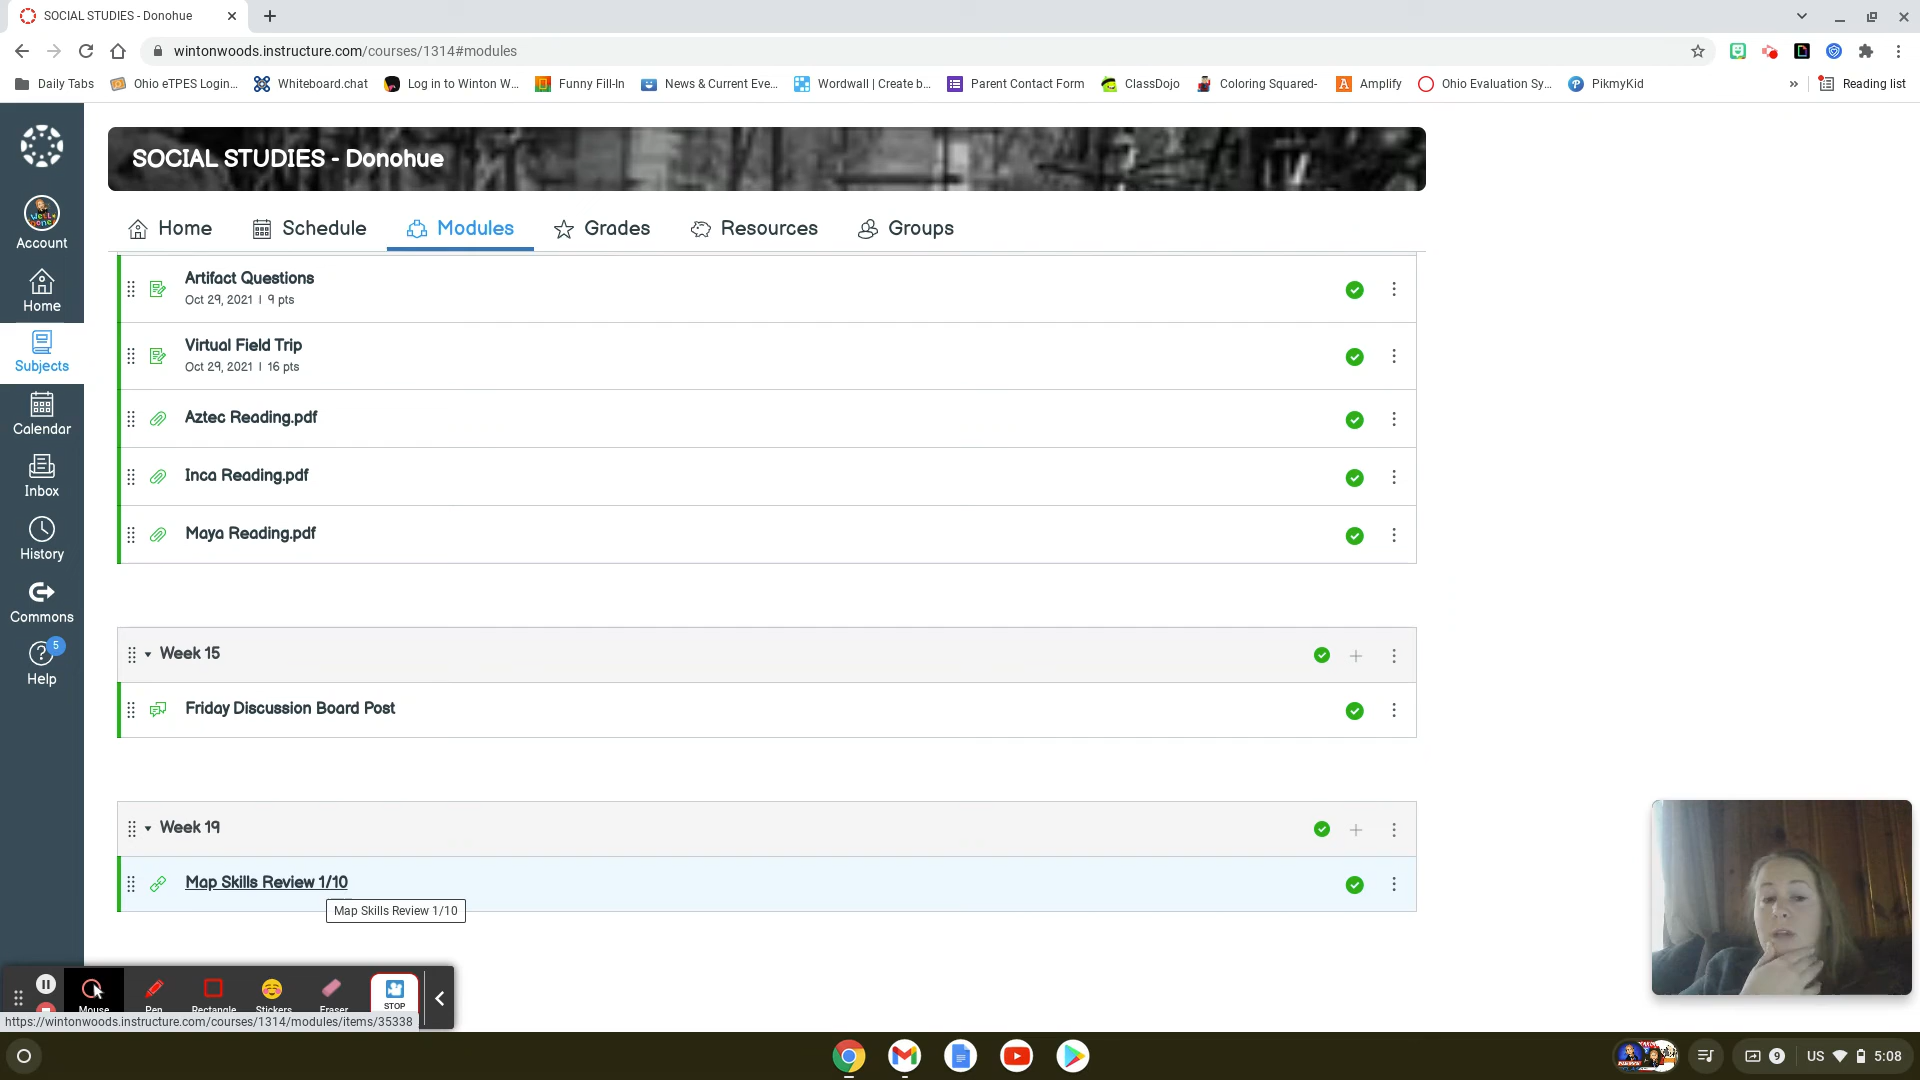 SOCIAL STUDIES - Donohue
wintonwoods.instructure.com/courses/1314#modules
Daily Tabs
Ohio eTPES Login...
Whiteboard.chat
Log in to Winton W...
Funny Fill-In
News & Current Eve...
Wordwall | Create b...
Parent Contact Form
ClassDojo
Coloring Squared-
Amplify
Ohio Evaluation Sy...
PikmyKid
»
Reading list
SOCIAL STUDIES - Donohue
Home
Schedule
Modules
Grades
Resources
Groups
Account
Home
Subjects
Calendar
Inbox
History
Commons
5
Help
Artifact Questions
Oct 29, 2021 | 9 pts
Virtual Field Trip
Oct 29, 2021 | 16 pts
Aztec Reading.pdf
Inca Reading.pdf
Maya Reading.pdf
Week 15
Friday Discussion Board Post
Week 19
Map Skills Review 1/10
Map Skills Review 1/10
Mouse
Pen
Rectangle
Stickers
Eraser
STOP
https://wintonwoods.instructure.com/courses/1314/modules/items/35338
9
US
5:08